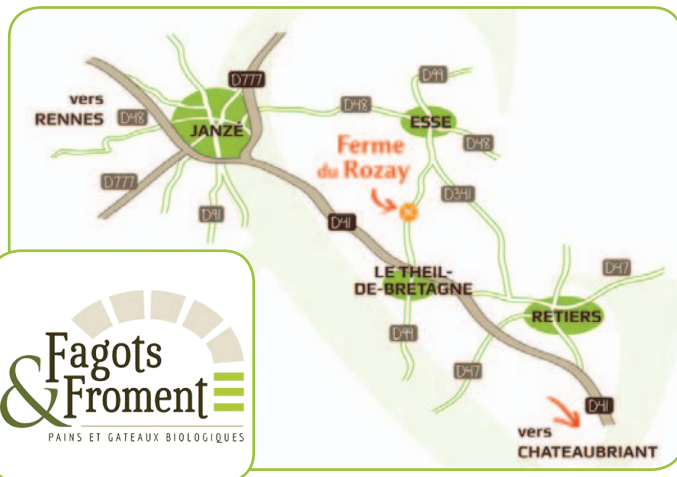 D777
D99
vers
RENNES
D48
D48
JANZÉ
ESSE
D48
Ferme
du Rozay
D777
D341
D91
D41
LE THEIL-
DE-BRETAGNE
D47
RETIERS
D99
D47
D41
vers
CHATEAUBRIANT
Fagots
&Froment
PAINS ET GATEAUX BIOLOGIQUES